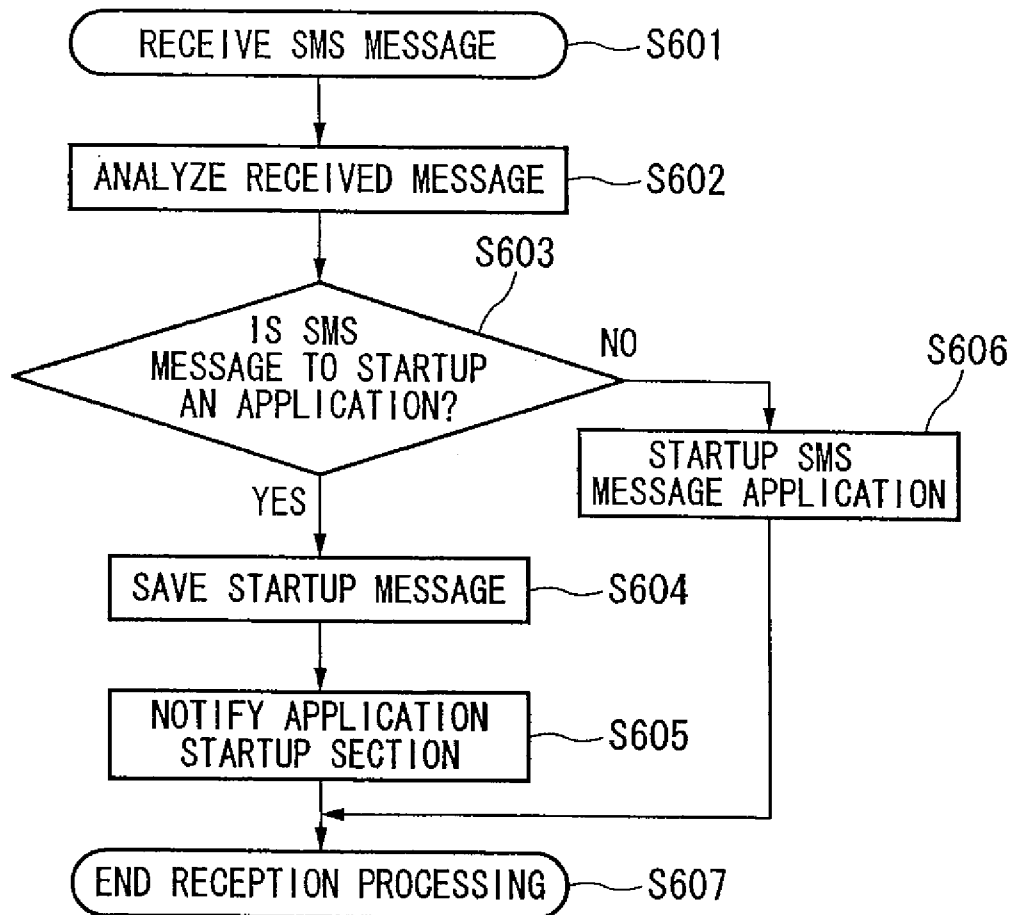 RECEIVE SMS MESSAGE
S601
ANALYZE RECEIVED MESSAGE
S602
S603
IS SMS
MESSAGE TO STARTUP
AN APPLICATION?
NO
S606
STARTUP SMS
MESSAGE APPLICATION
YES
SAVE STARTUP MESSAGE
S604
NOTIFY APPLICATION
STARTUP SECTION
S605
END RECEPTION PROCESSING
S607